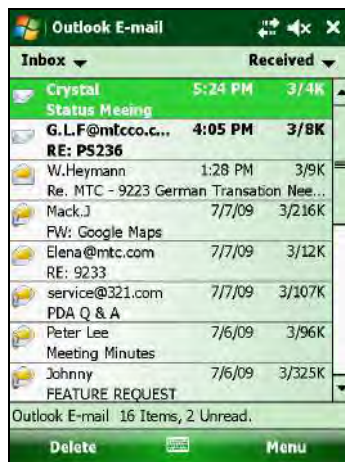 Outlook E-mail
Inbox Received
Crystal 5:24 PM 3/4K
Status Meeing
G.L.F@mtcco.c... 4:05 PM 3/8K
RE: PS236
W.Heymann 1:28 PM 3/9K
Re. MTC - 9223 German Transation Nee...
Mack.J 7/7/09 3/216K
FW: Google Maps
Elena@mtc.com 7/7/09 3/12K
RE: 9233
service@321.com 7/7/09 3/107K
PDA Q & A
Peter Lee 7/6/09 3/96K
Meeting Minutes
Johnny 7/6/09 3/325K
FEATURE REQUEST
Outlook E-mail 16 Items, 2 Unread.
Delete Menu